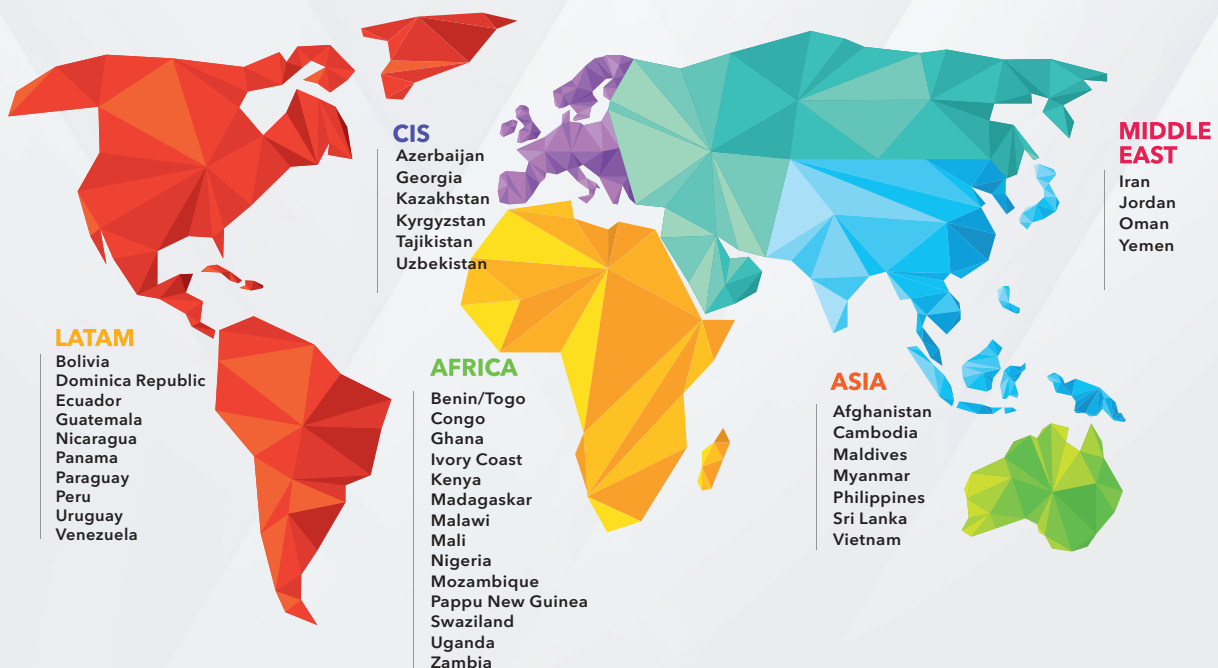 CIS
Azerbaijan
Georgia
Kazakhstan
Kyrgyzstan
Tajikistan
Uzbekistan
MIDDLE
EAST
Iran
Jordan
Oman
Yemen
LATAM
Bolivia
Dominica Republic
Ecuador
Guatemala
Nicaragua
Panama
Paraguay
Peru
Uruguay
Venezuela
AFRICA
Benin/Togo
Congo
Ghana
Ivory Coast
Kenya
Madagaskar
Malawi
Mali
Nigeria
Mozambique
Pappu New Guinea
Swaziland
Uganda
Zambia
ASIA
Afghanistan
Cambodia
Maldives
Myanmar
Philippines
Sri Lanka
Vietnam